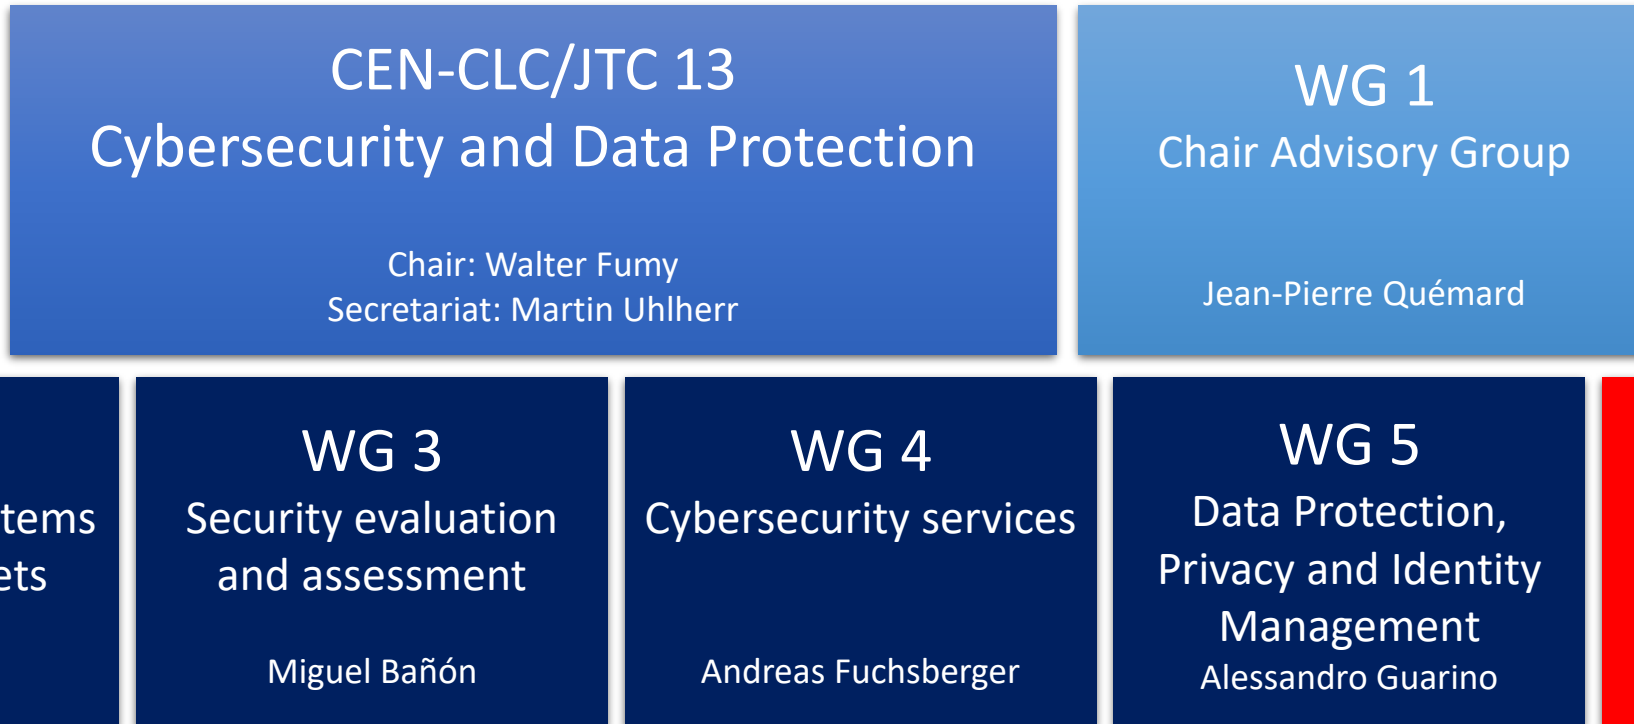 CEN-CLC/JTC 13
Cybersecurity and Data Protection
Chair: Walter Fumy
Secretariat: Martin Uhlherr
WG 1
Chair Advisory Group
Jean-Pierre Quémard
tems
ets
WG 3
Security evaluation
and assessment
Miguel Bañón
WG 4
Cybersecurity services
Andreas Fuchsberger
WG 5
Data Protection,
Privacy and Identity
Management
Alessandro Guarino